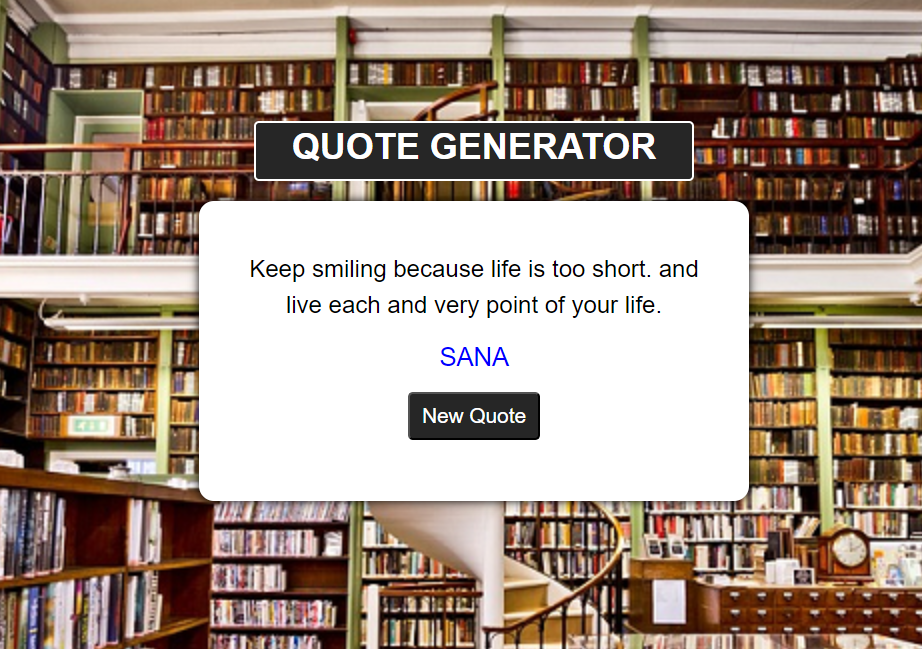 QUOTE GENERATOR
Keep smiling because life is too short. and
live each and very point of your life.
SANA
New Quote